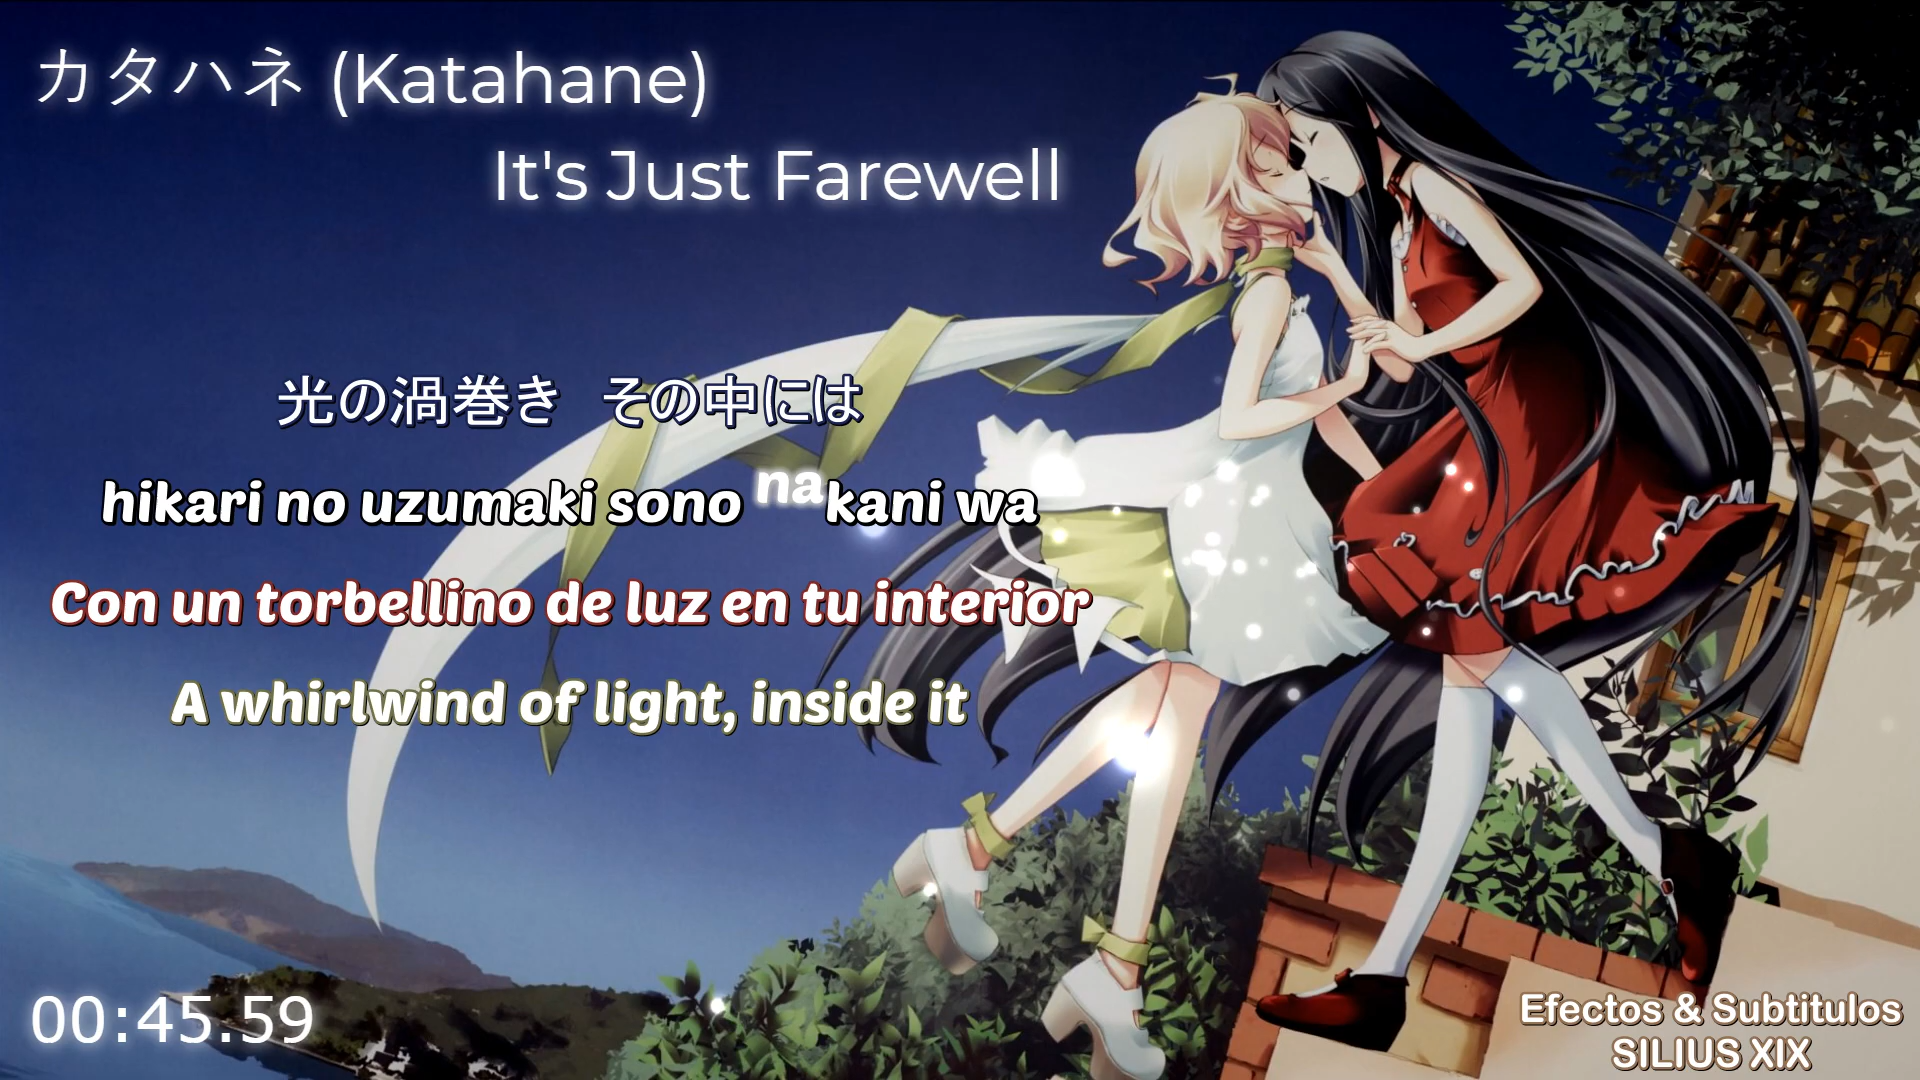 カタハネ (Katahane)
It's Just Farewell
光の渦巻き　その中には
hikari no uzumaki sono nakani wa
Con un torbellino de luz en tu interior
A whirlwind of light, inside it
00:45.59
Efectos & Subtitulos
SILIUS XIX